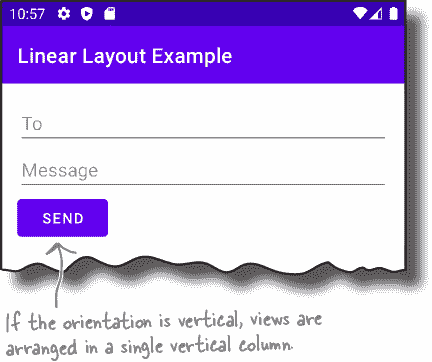 10:57
Linear Layout Example
To
Message
SEND
If the orientation is vertical, views are
arranged in a single vertical column.